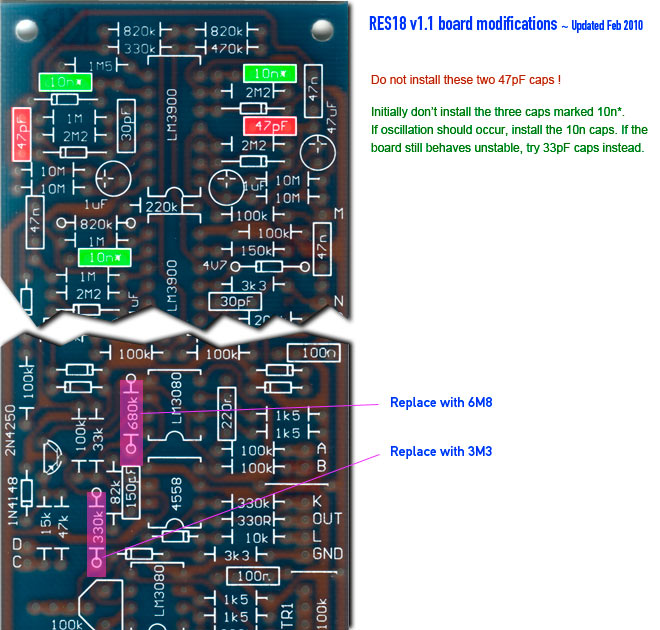 RES18 v1.1 board modifications ~ Updated Feb 2010
Do not install these two 47pF caps !
Initially don't install the three caps marked 10n*.
If oscillation should occur, install the 10n caps. If the
board still behaves unstable, try 33pF caps instead.
820k
820k
330k
470k
1M5
10n*
10n*
47n
2M2
47pF
1M
30pF
LM3900
47pF
47uF
2M2
2M2
10M
10M
1uF
10M
10M
1uF
220k
47n
100k
M
820k
100k
47n
1M
150k
10n*
4V7
1M
LM3900
3k3
2M2
30pF
N
uF
100k
100k
100n
100k
680k
LM3080
220r
Replace with 6M8
1k5
1k5
2N4250
100k
33k
100k
A
100k
B
Replace with 3M3
1N4148
82k
150pF
4558
330k
K
15k
47k
330k
330R
OUT
10k
L
D
C
3k3
GND
100r
LM3080
1k5
1k5
TR1
100k
100k